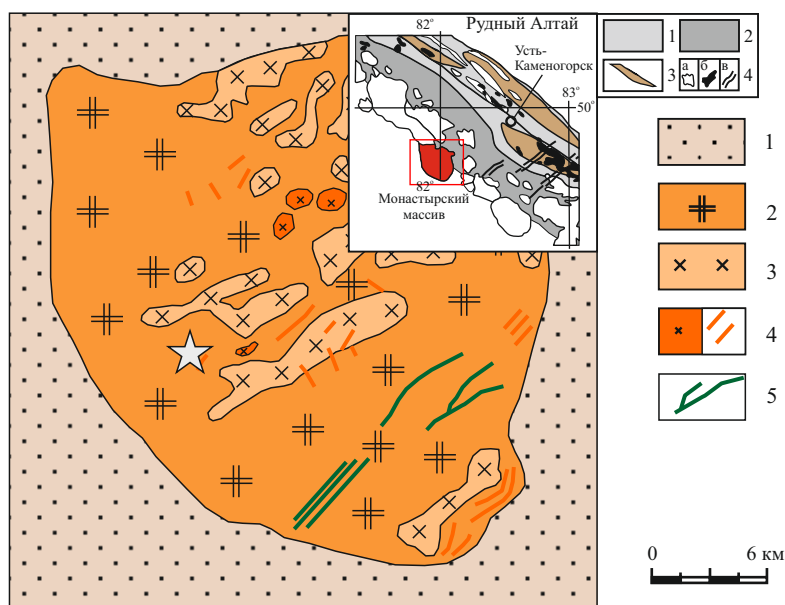 82°
Рудный Алтай
Усть-
Каменогорск
83°
50°
82°
Монастырский
массив
1
2
3
а
б
в
4
1
2
3
4
5
0
6 км